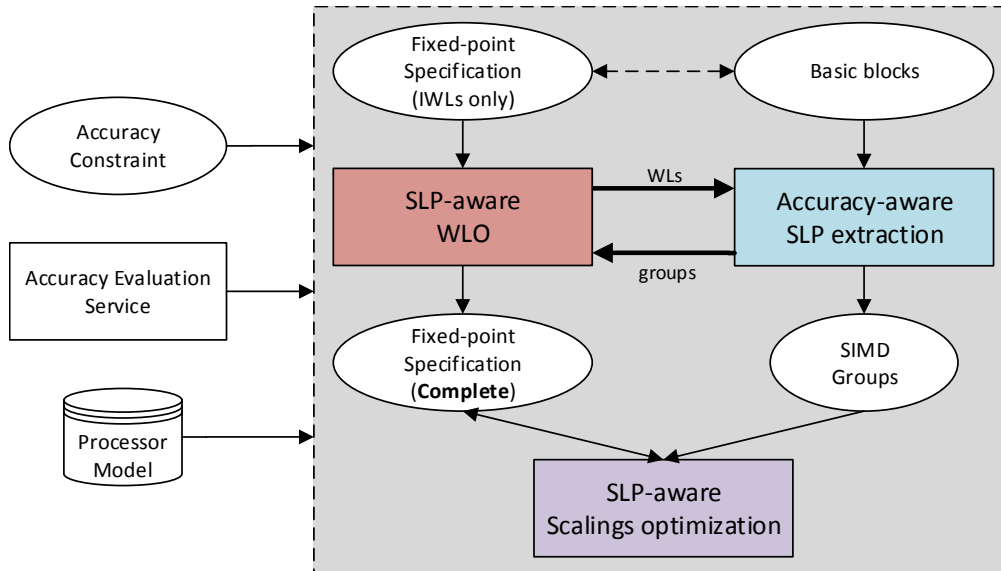 Fixed-point
Specification
(IWLs only)
Basic blocks
Accuracy
Constraint
SLP-aware
WLO
WLs
groups
Accuracy-aware
SLP extraction
Accuracy Evaluation
Service
Fixed-point
Specification
(Complete)
SIMD
Groups
Processor
Model
SLP-aware
Scalings optimization